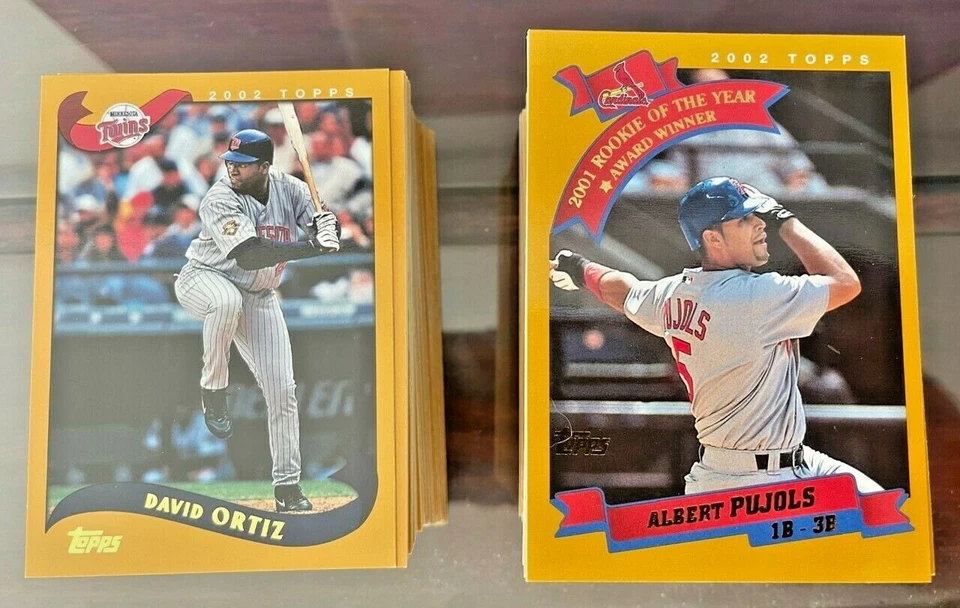 2002 TOPPS
MINNESOTA
Twins
DAVID ORTIZ
Topps
2002 TOPPS
Cardinals
2001 ROOKIE OF THE YEAR
AWARD WINNER
UJOLS
5
Topps
ALBERT PUJOLS
1B - 3B